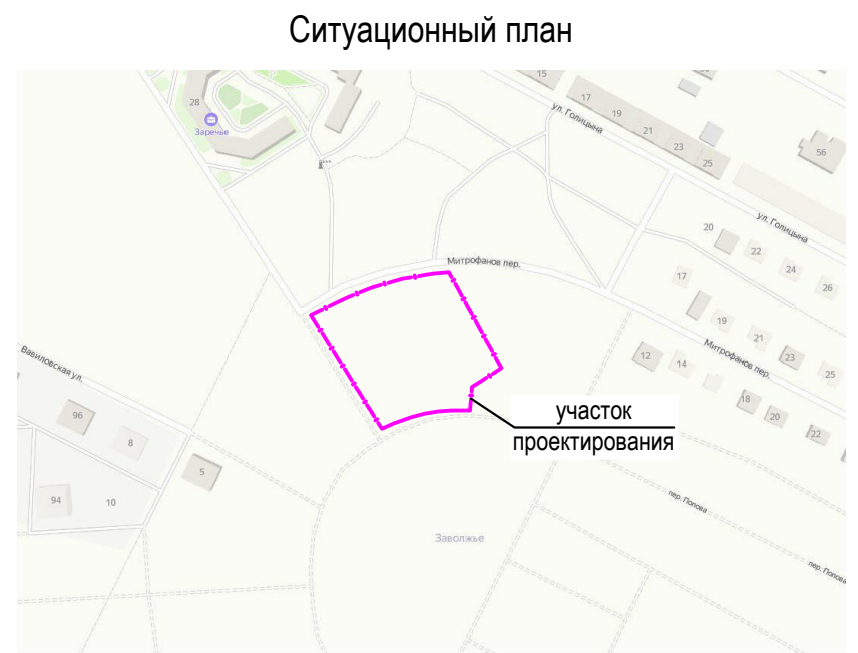 Ситуационный план
15
17
ул. Голицына
19
21
23
25
56
28
Заречье
ул. Голицына
20
22
24
26
Митрофанов пер.
17
19
21
23
25
Митрофанов пер.
12
14
18
20
22
Вавиловская ул.
96
8
5
94
10
участок
проектирования
пер. Попова
Заволжье
пер. Попова